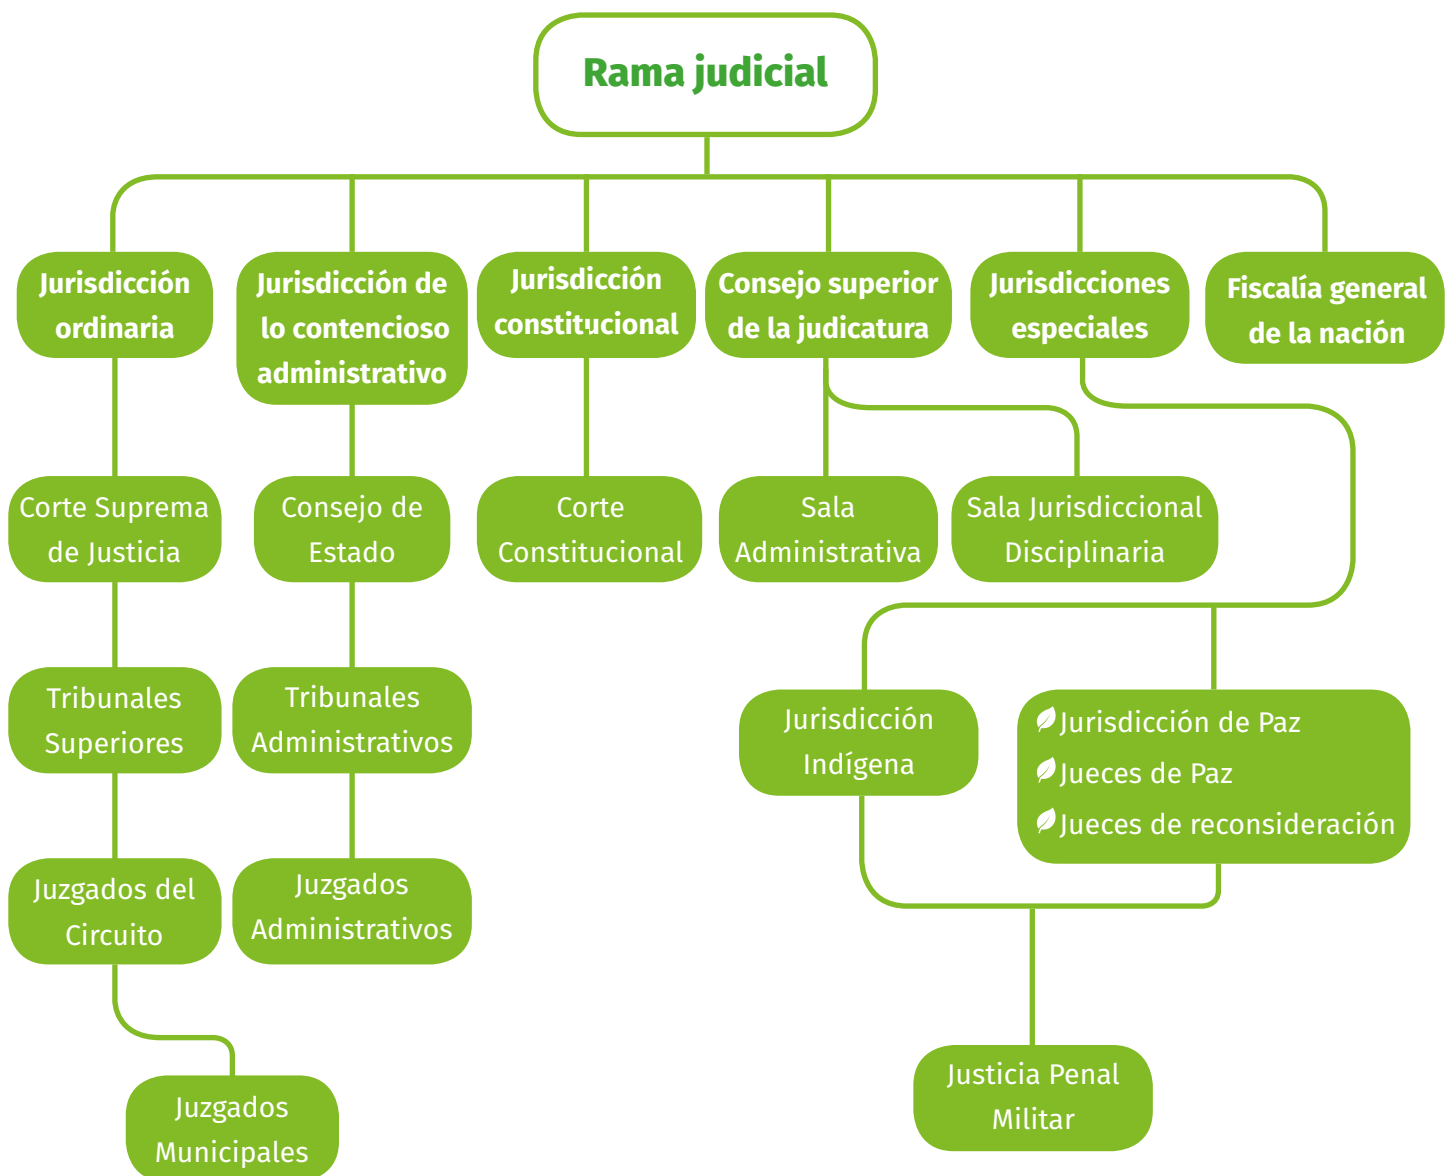 Rama judicial
Jurisdicción
ordinaria
Jurisdicción de
lo contencioso
administrativo
Jurisdicción
constitucional
Consejo superior
de la judicatura
Jurisdicciones
especiales
Fiscalía general
de la nación
Corte Suprema
de Justicia
Consejo de
Estado
Corte
Constitucional
Sala
Administrativa
Sala Jurisdiccional
Disciplinaria
Tribunales
Superiores
Tribunales
Administrativos
Jurisdicción
Indígena
Jurisdicción de Paz
Jueces de Paz
Jueces de reconsideración
Juzgados del
Circuito
Juzgados
Administrativos
Justicia Penal
Militar
Juzgados
Municipales